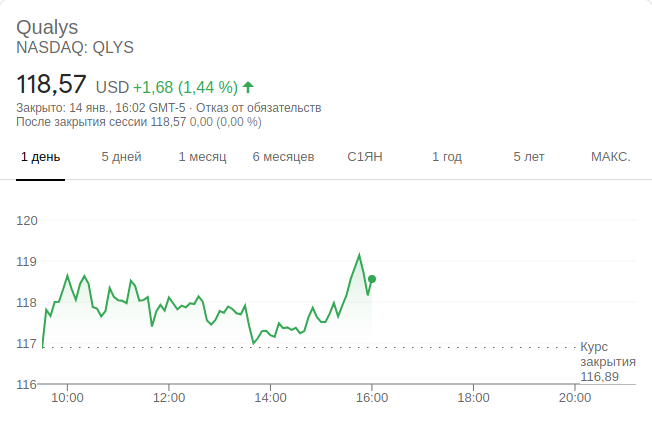 Qualys
NASDAQ: QLYS
118,57 USD +1,68 (1,44 %)
Закрыто: 14 янв., 16:02 GMT-5 · Отказ от обязательств
После закрытия сессии 118,57 0,00 (0,00 %)
1 день 5 дней 1 месяц 6 месяцев С1ЯН 1 год 5 лет МАКС.
120
119
118
117
Курс
закрытия
116,89
116
10:00 12:00 14:00 16:00 18:00 20:00